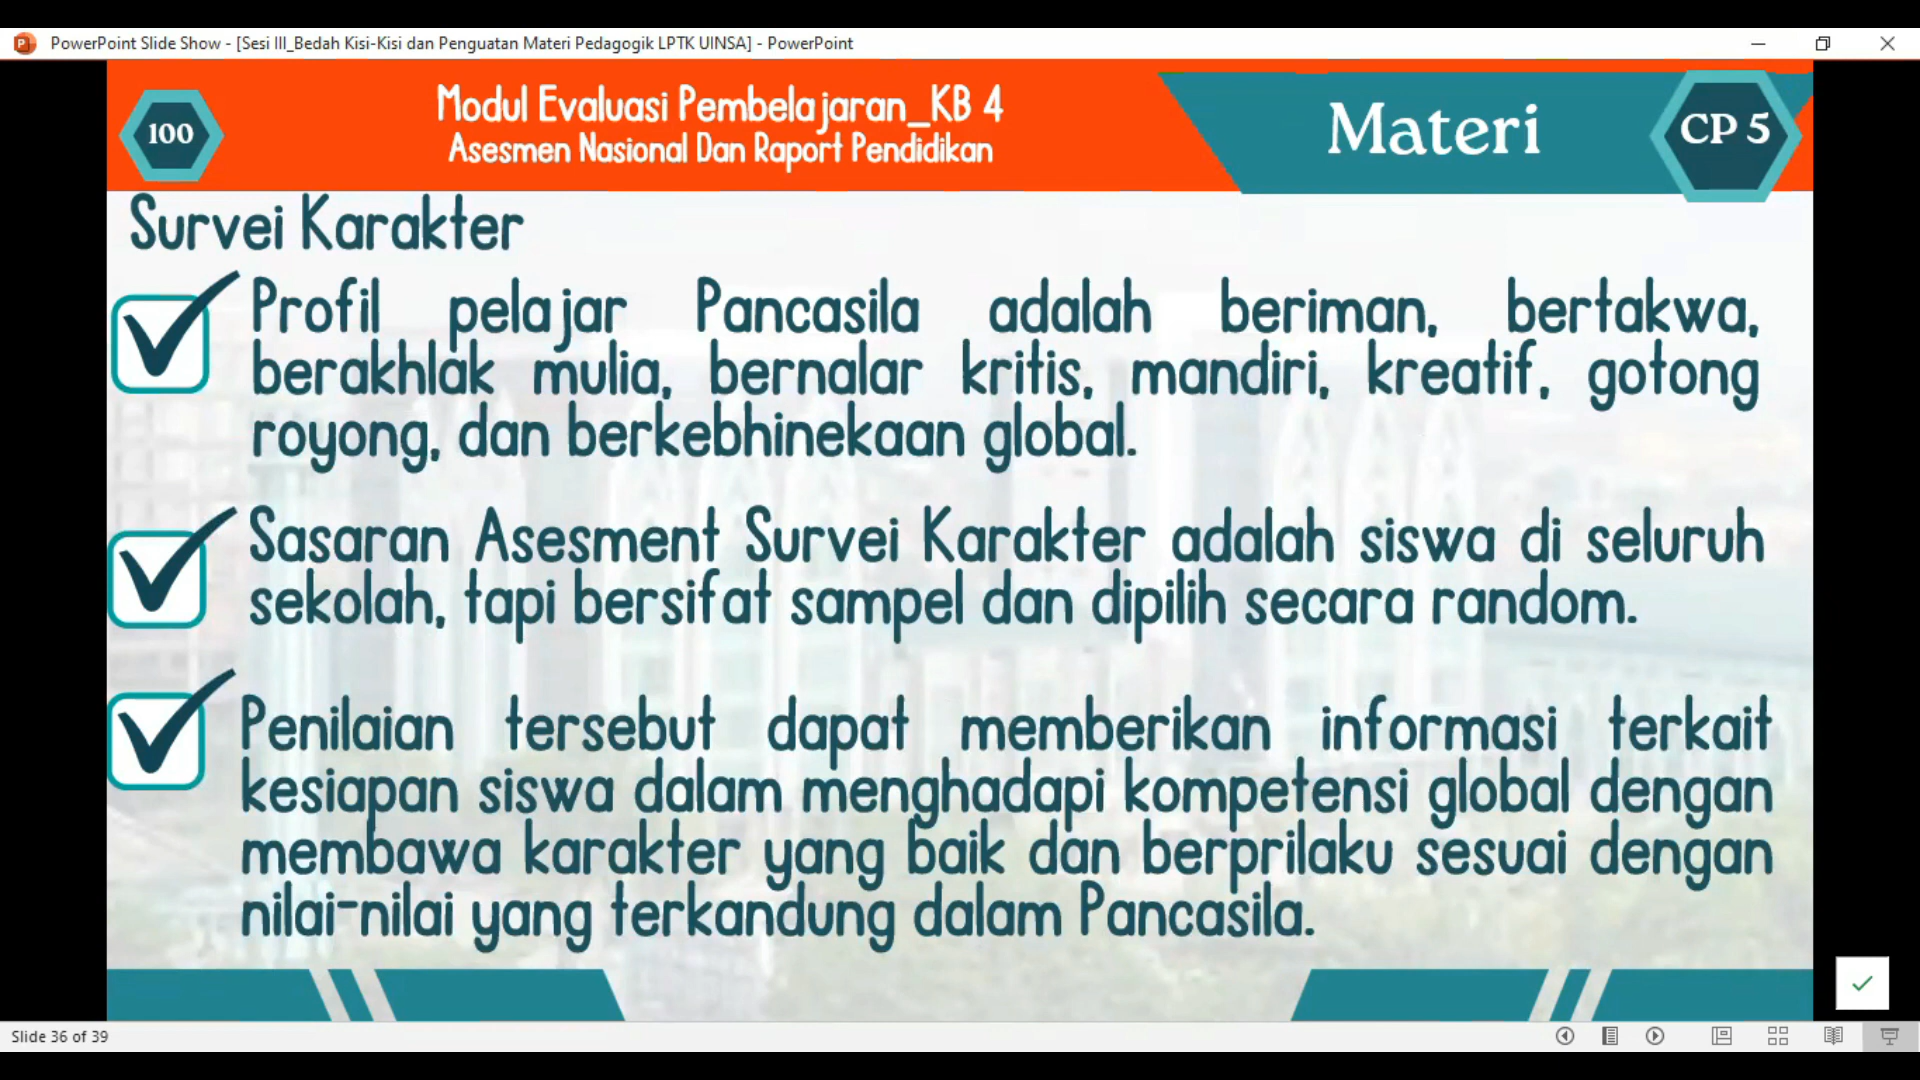 PowerPoint Slide Show - [Sesi III_Bedah Kisi-Kisi dan Penguatan Materi Pedagogik LPTK UINSA] - PowerPoint
100
Modul Evaluasi Pembelajaran_KB 4
Asesmen Nasional Dan Raport Pendidikan
Materi
CP 5
Survei Karakter
Profil pelajar Pancasila adalah beriman, bertakwa,
berakhlak mulia, bernalar kritis, mandiri, kreatif, gotong
royong, dan berkebhinekaan global.
Sasaran Asesment Survei Karakter adalah siswa di seluruh
sekolah, tapi bersifat sampel dan dipilih secara random.
Penilaian tersebut dapat memberikan informasi terkait
kesiapan siswa dalam menghadapi kompetensi global dengan
membawa karakter yang baik dan berprilaku sesuai dengan
nilai-nilai yang terkandung dalam Pancasila.
Slide 36 of 39